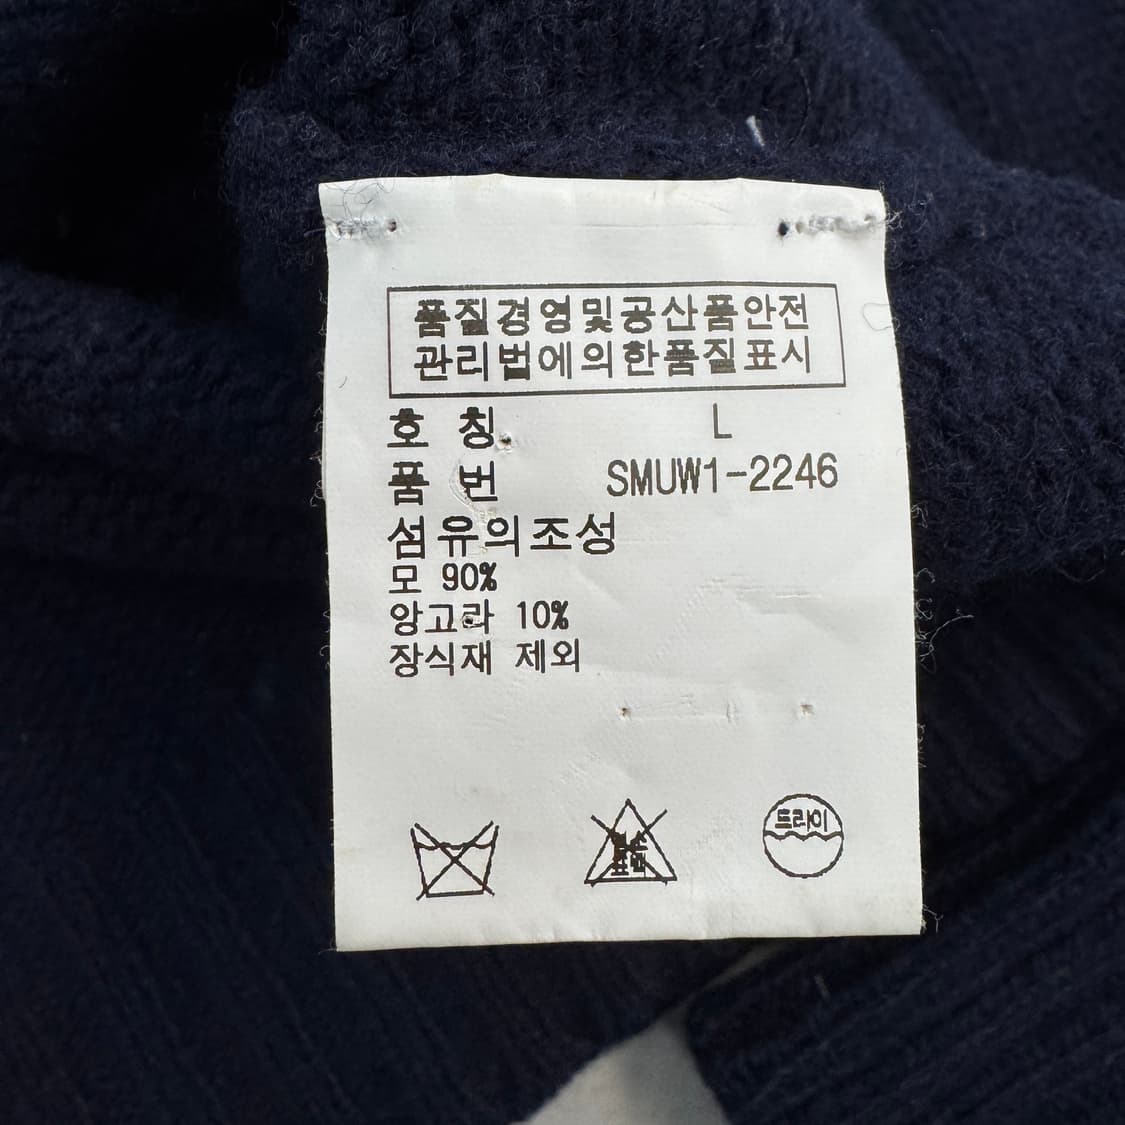 품질경영및공산품안전
관리법에의한품질표시
호 칭 L
품 번 SMUW1-2246
섬유의조성
모 90%
앙고라 10%
장식재 제외
드라이